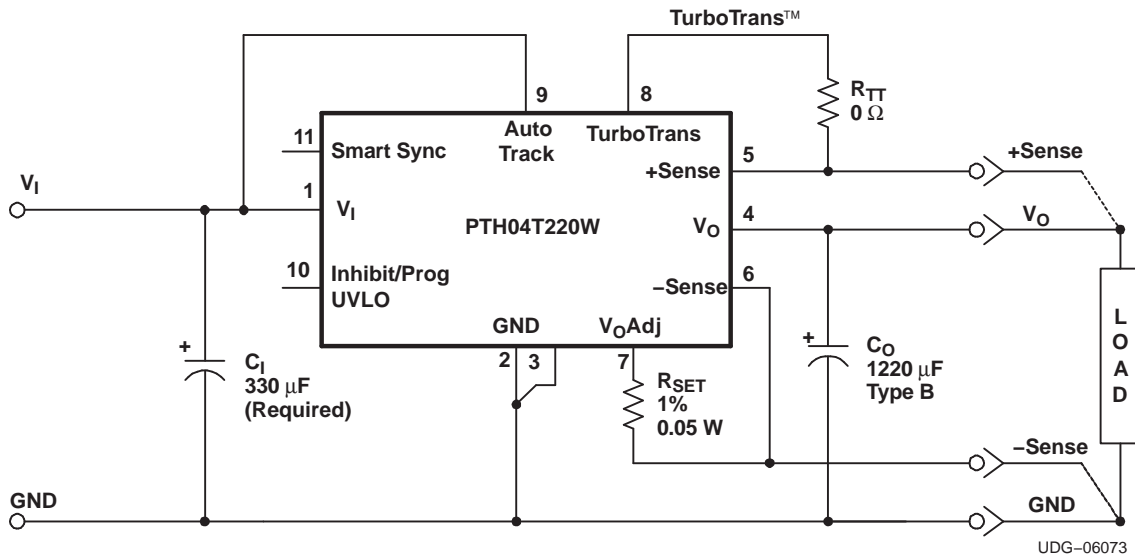 TurboTrans™
9
8
R_TT
0 Ω
11
Smart Sync
Auto
Track
TurboTrans
5
+Sense
+Sense
V_I
1
V_I
PTH04T220W
V_O
4
V_O
10
Inhibit/Prog
UVLO
−Sense
6
GND
V_OAdj
2
3
7
+
C_I
330 μF
(Required)
R_SET
1%
0.05 W
+
C_O
1220 μF
Type B
L
O
A
D
−Sense
GND
GND
UDG−06073